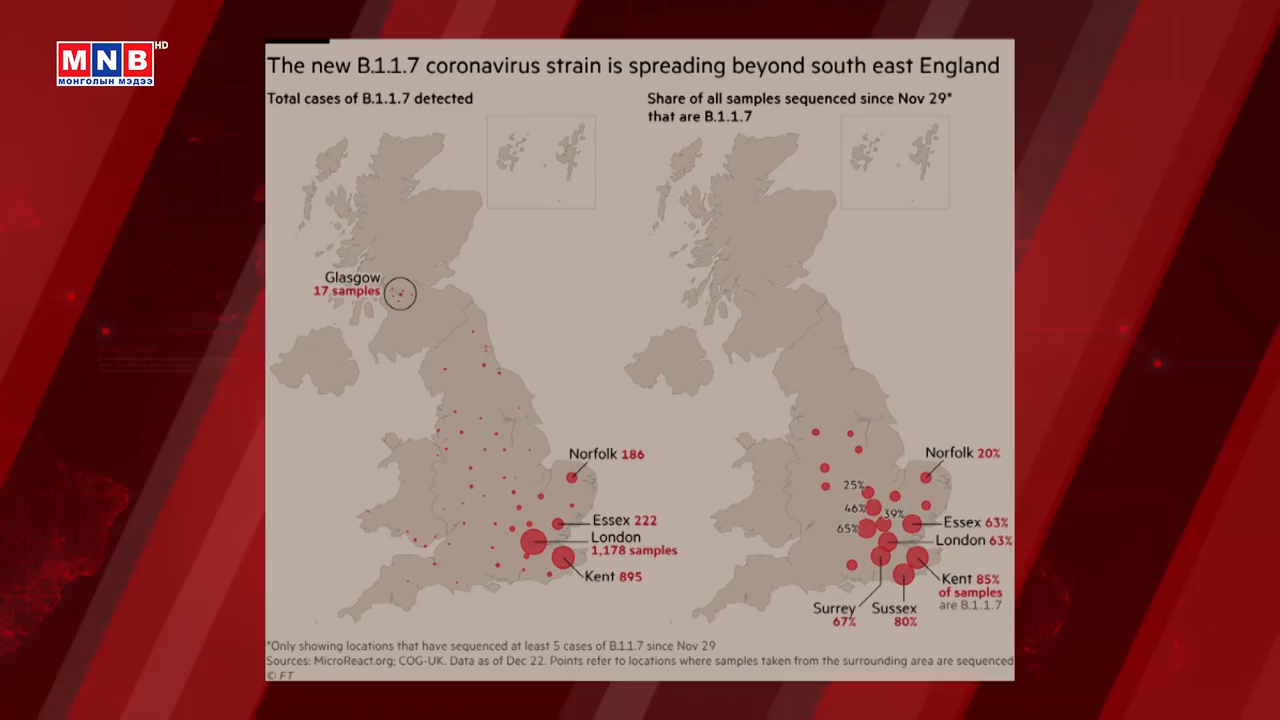 MNB HD
МОНГОЛЫН МЭДЭЭ
The new B.1.1.7 coronavirus strain is spreading beyond south east England
Total cases of B.1.1.7 detected
Share of all samples sequenced since Nov 29*
that are B.1.1.7
Glasgow
17 samples
Norfolk 186
Essex 222
London
1,178 samples
Kent 895
Norfolk 20%
25%
46%
39%
65%
Essex 63%
London 63%
Kent 85%
of samples
are B.1.1.7
Surrey
67%
Sussex
80%
*Only showing locations that have sequenced at least 5 cases of B.1.1.7 since Nov 29
Sources: MicroReact.org; COG-UK. Data as of Dec 22. Points refer to locations where samples taken from the surrounding area are sequenced
© FT